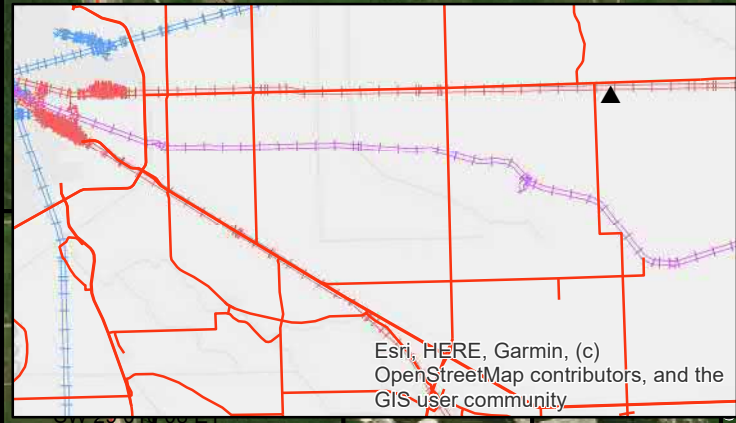 Esri, HERE, Garmin, (c)
OpenStreetMap contributors, and the
GIS user community